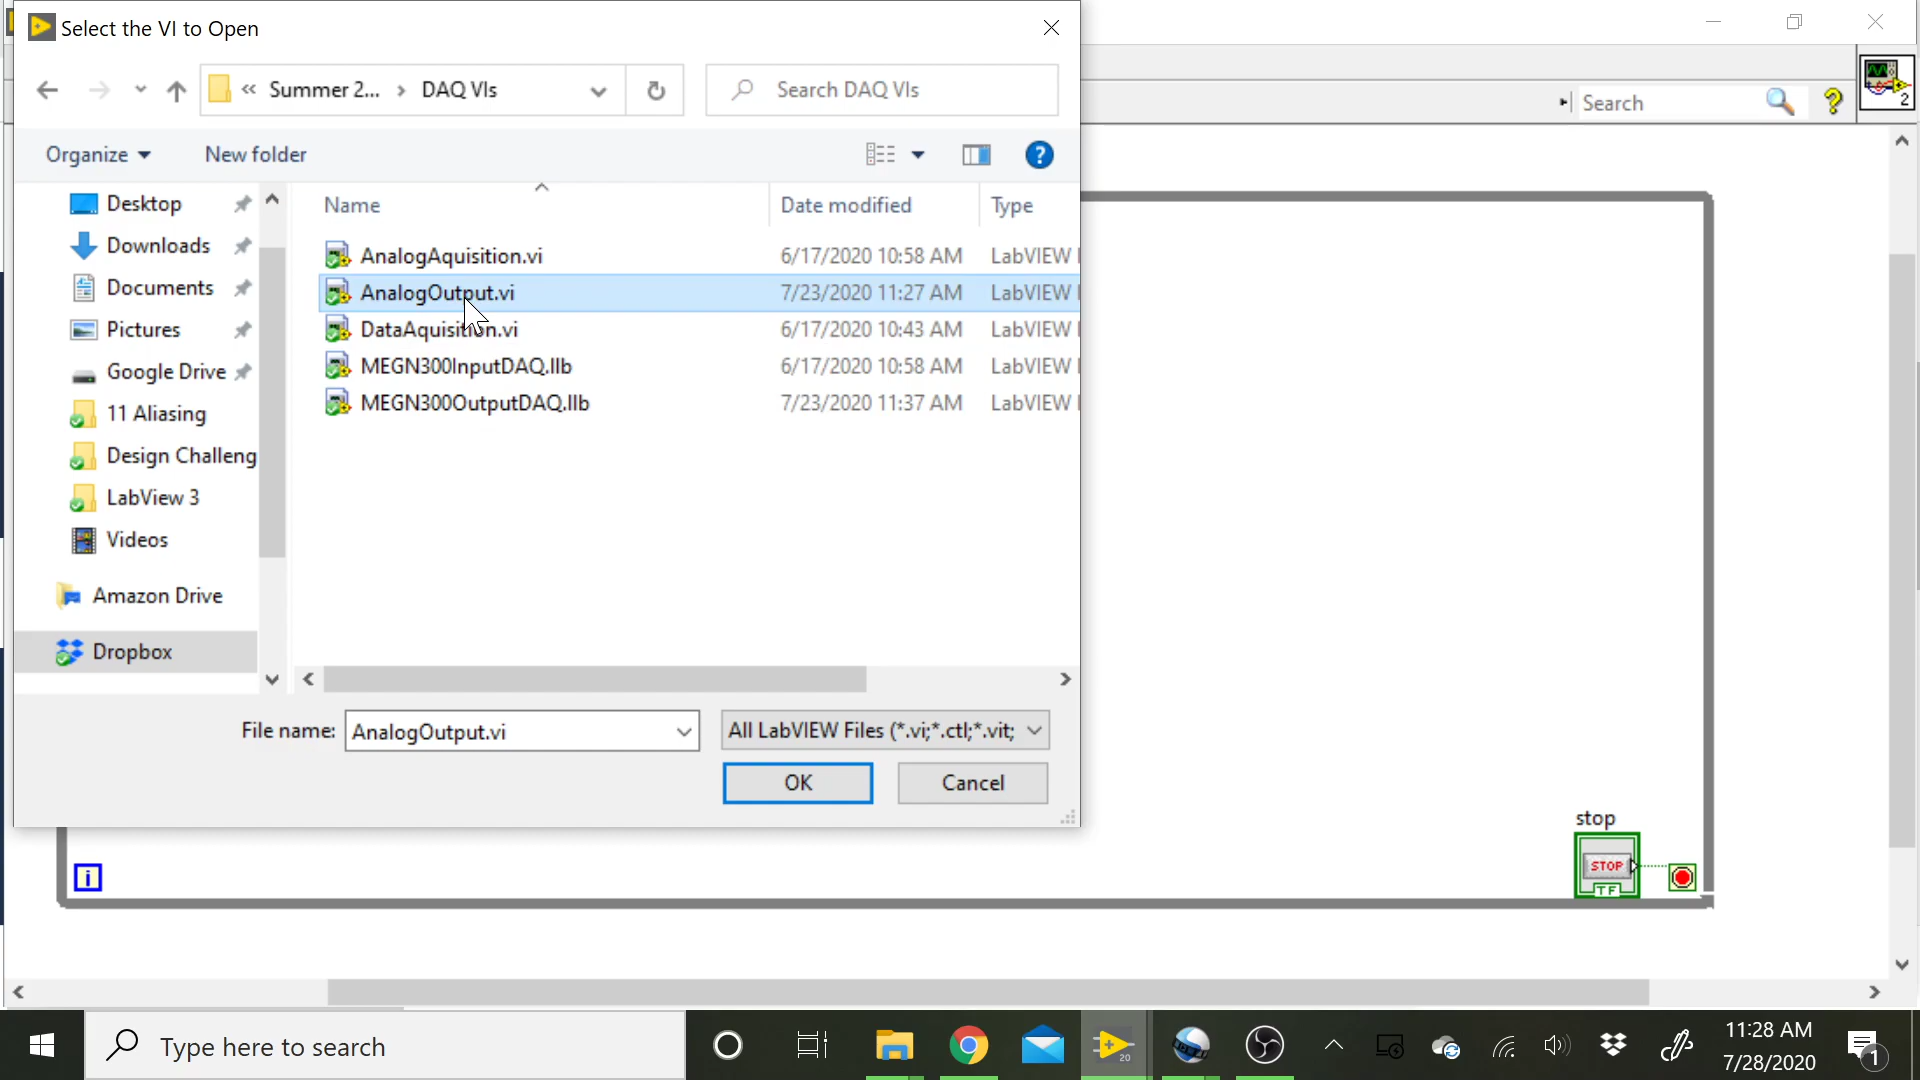 Select the VI to Open
« Summer 2... › DAQ VIs
Search DAQ VIs
Search
2
Organize
New folder
Name
Date modified
Type
Desktop
Downloads
Documents
Pictures
Google Drive
11 Aliasing
Design Challeng
LabView 3
Videos
Amazon Drive
Dropbox
AnalogAquisition.vi 6/17/2020 10:58 AM LabVIEW I
AnalogOutput.vi 7/23/2020 11:27 AM LabVIEW I
DataAquisition.vi 6/17/2020 10:43 AM LabVIEW I
MEGN300InputDAQ.llb 6/17/2020 10:58 AM LabVIEW I
MEGN300OutputDAQ.llb 7/23/2020 11:37 AM LabVIEW I
File name: AnalogOutput.vi
All LabVIEW Files (*.vi;*.ctl;*.vit;
OK
Cancel
stop
STOP
TF
i
Type here to search
20
11:28 AM
7/28/2020
1